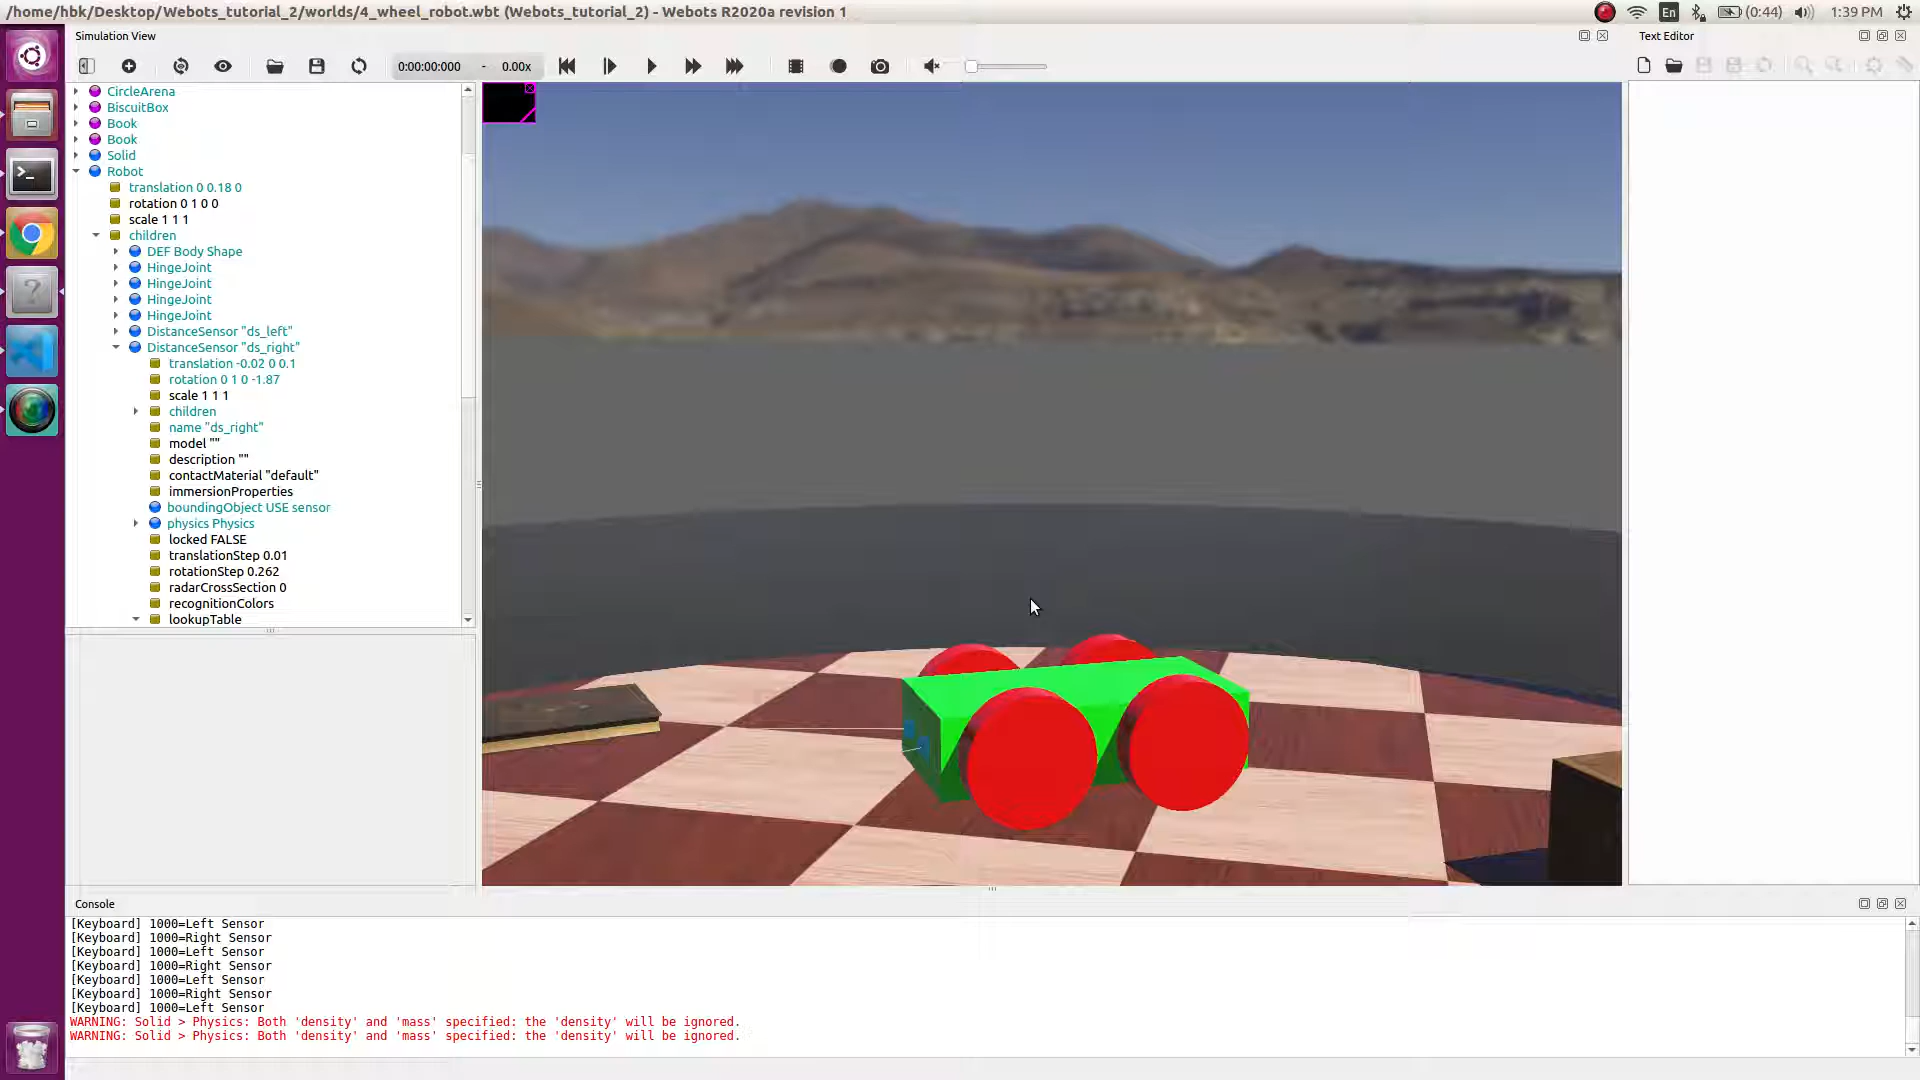 /home/hbk/Desktop/Webots_tutorial_2/worlds/4_wheel_robot.wbt (Webots_tutorial_2) - Webots R2020a revision 1
En
(0:44)
1:39 PM
Simulation View
Text Editor
0:00:00:000 - 0.00x
CircleArena
BiscuitBox
Book
Book
Solid
Robot
translation 0 0.18 0
rotation 0 1 0 0
scale 1 1 1
children
DEF Body Shape
HingeJoint
HingeJoint
HingeJoint
HingeJoint
DistanceSensor "ds_left"
DistanceSensor "ds_right"
translation -0.02 0 0.1
rotation 0 1 0 -1.87
scale 1 1 1
children
name "ds_right"
model ""
description ""
contactMaterial "default"
immersionProperties
boundingObject USE sensor
physics Physics
locked FALSE
translationStep 0.01
rotationStep 0.262
radarCrossSection 0
recognitionColors
lookupTable
Console
[Keyboard] 1000=Left Sensor
[Keyboard] 1000=Right Sensor
[Keyboard] 1000=Left Sensor
[Keyboard] 1000=Right Sensor
[Keyboard] 1000=Left Sensor
[Keyboard] 1000=Right Sensor
[Keyboard] 1000=Left Sensor
WARNING: Solid > Physics: Both 'density' and 'mass' specified: the 'density' will be ignored.
WARNING: Solid > Physics: Both 'density' and 'mass' specified: the 'density' will be ignored.